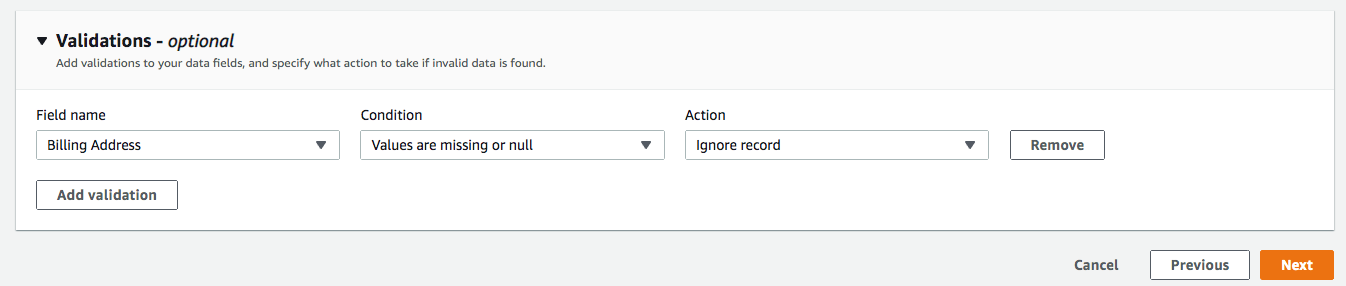 Validations - optional
Add validations to your data fields, and specify what action to take if invalid data is found.
Field name
Condition
Action
Billing Address
Values are missing or null
Ignore record
Remove
Add validation
Cancel
Previous
Next